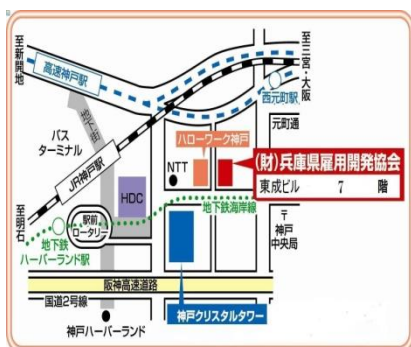 至新開地
高速神戸駅
至三宮・大阪
西元町駅
元町通
地下街
バス
ターミナル
ハローワーク神戸
NTT
(財)兵庫県雇用開発協会
東成ビル 7 階
JR神戸駅
HDC
地下鉄海岸線
至明石
駅前
ロータリー
地下鉄
ハーバーランド駅
〒
神戸
中央局
阪神高速道路
国道2号線
神戸クリスタルタワー
神戸ハーバーランド